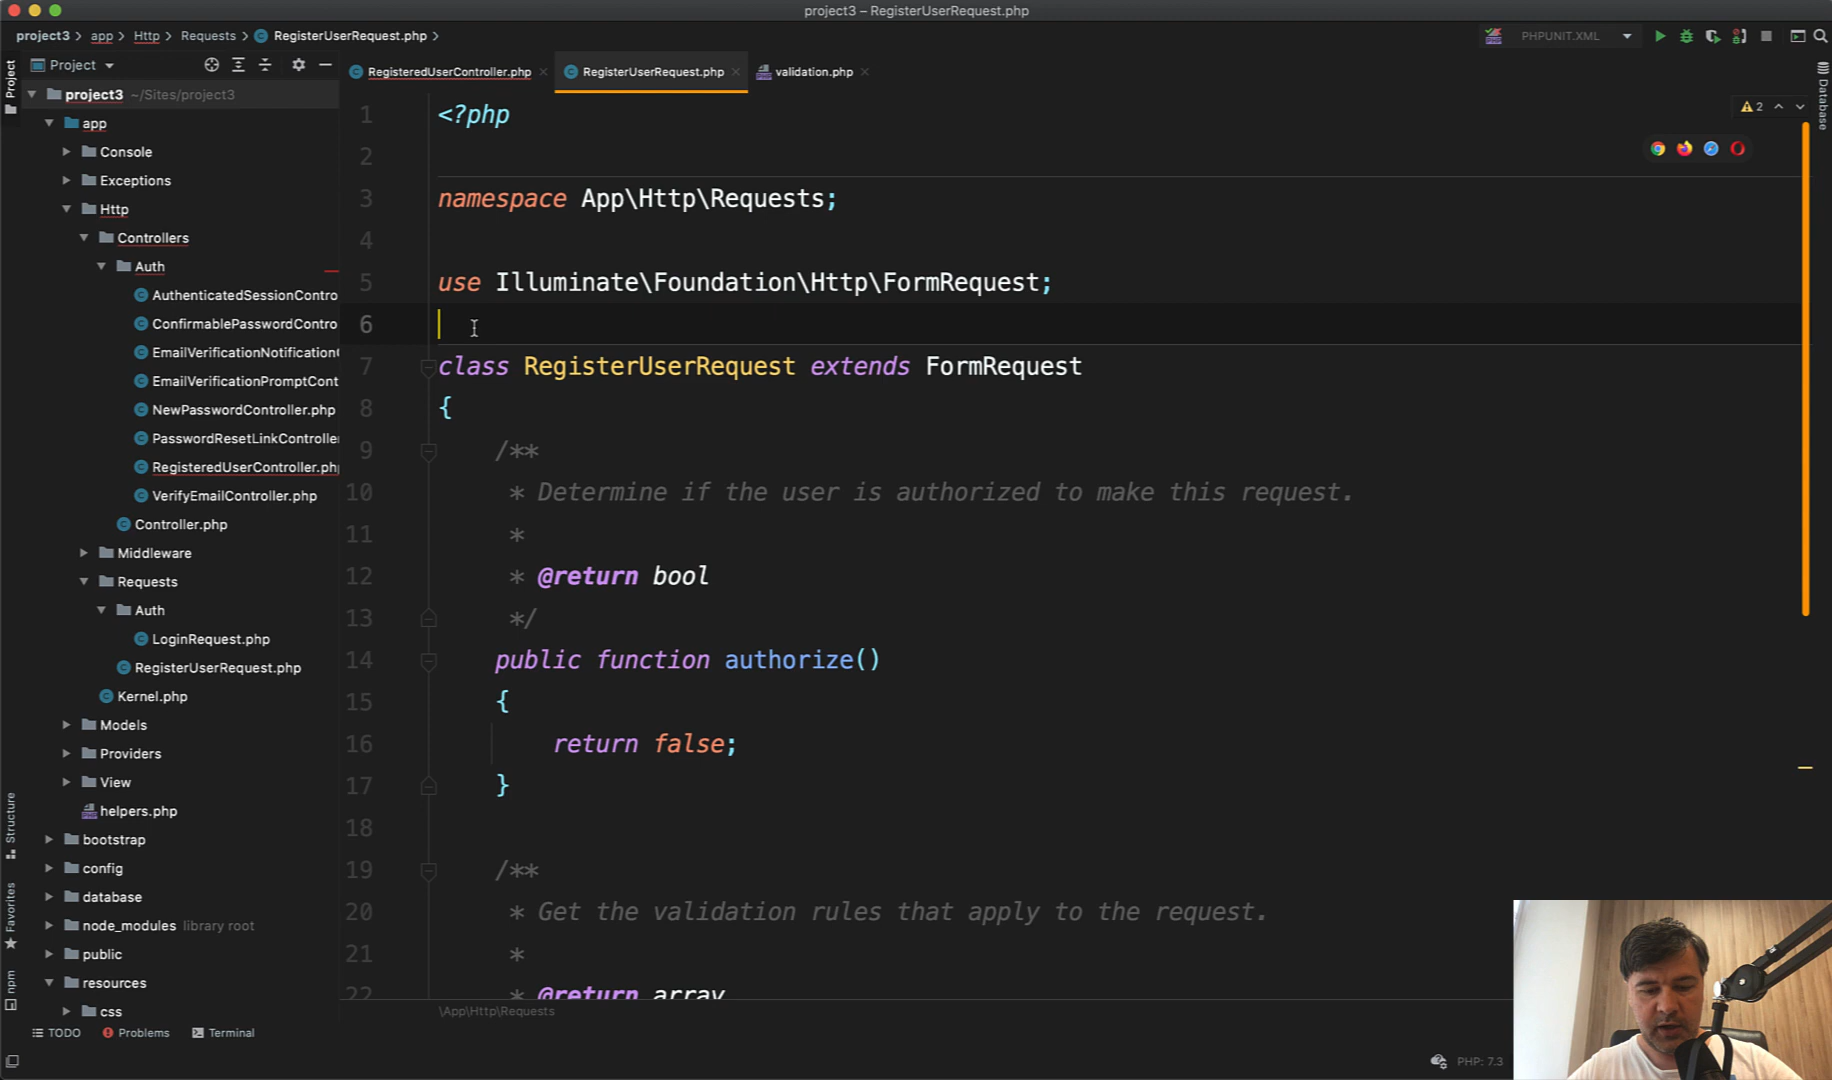 project3 – RegisterUserRequest.php
project3 > app > Http > Requests > RegisterUserRequest.php >
PHPUNIT.XML
Project
Project
RegisteredUserController.php
RegisterUserRequest.php
validation.php
Database
project3 ~/Sites/project3
app
Console
Exceptions
Http
Controllers
Auth
AuthenticatedSessionContro
ConfirmablePasswordContro
EmailVerificationNotification
EmailVerificationPromptCont
NewPasswordController.php
PasswordResetLinkController
RegisteredUserController.php
VerifyEmailController.php
Controller.php
Middleware
Requests
Auth
LoginRequest.php
RegisterUserRequest.php
Kernel.php
Models
Providers
View
helpers.php
bootstrap
config
database
node_modules library root
public
resources
css
Structure
Favorites
npm
2
1 <?php
2
3 namespace App\Http\Requests;
4
5 use Illuminate\Foundation\Http\FormRequest;
6
7 class RegisterUserRequest extends FormRequest
8 {
9 /**
10 * Determine if the user is authorized to make this request.
11 *
12 * @return bool
13 */
14 public function authorize()
15 {
16 return false;
17 }
18
19 /**
20 * Get the validation rules that apply to the request.
21 *
22 * @return array
\App\Http\Requests
TODO
Problems
Terminal
PHP: 7.3